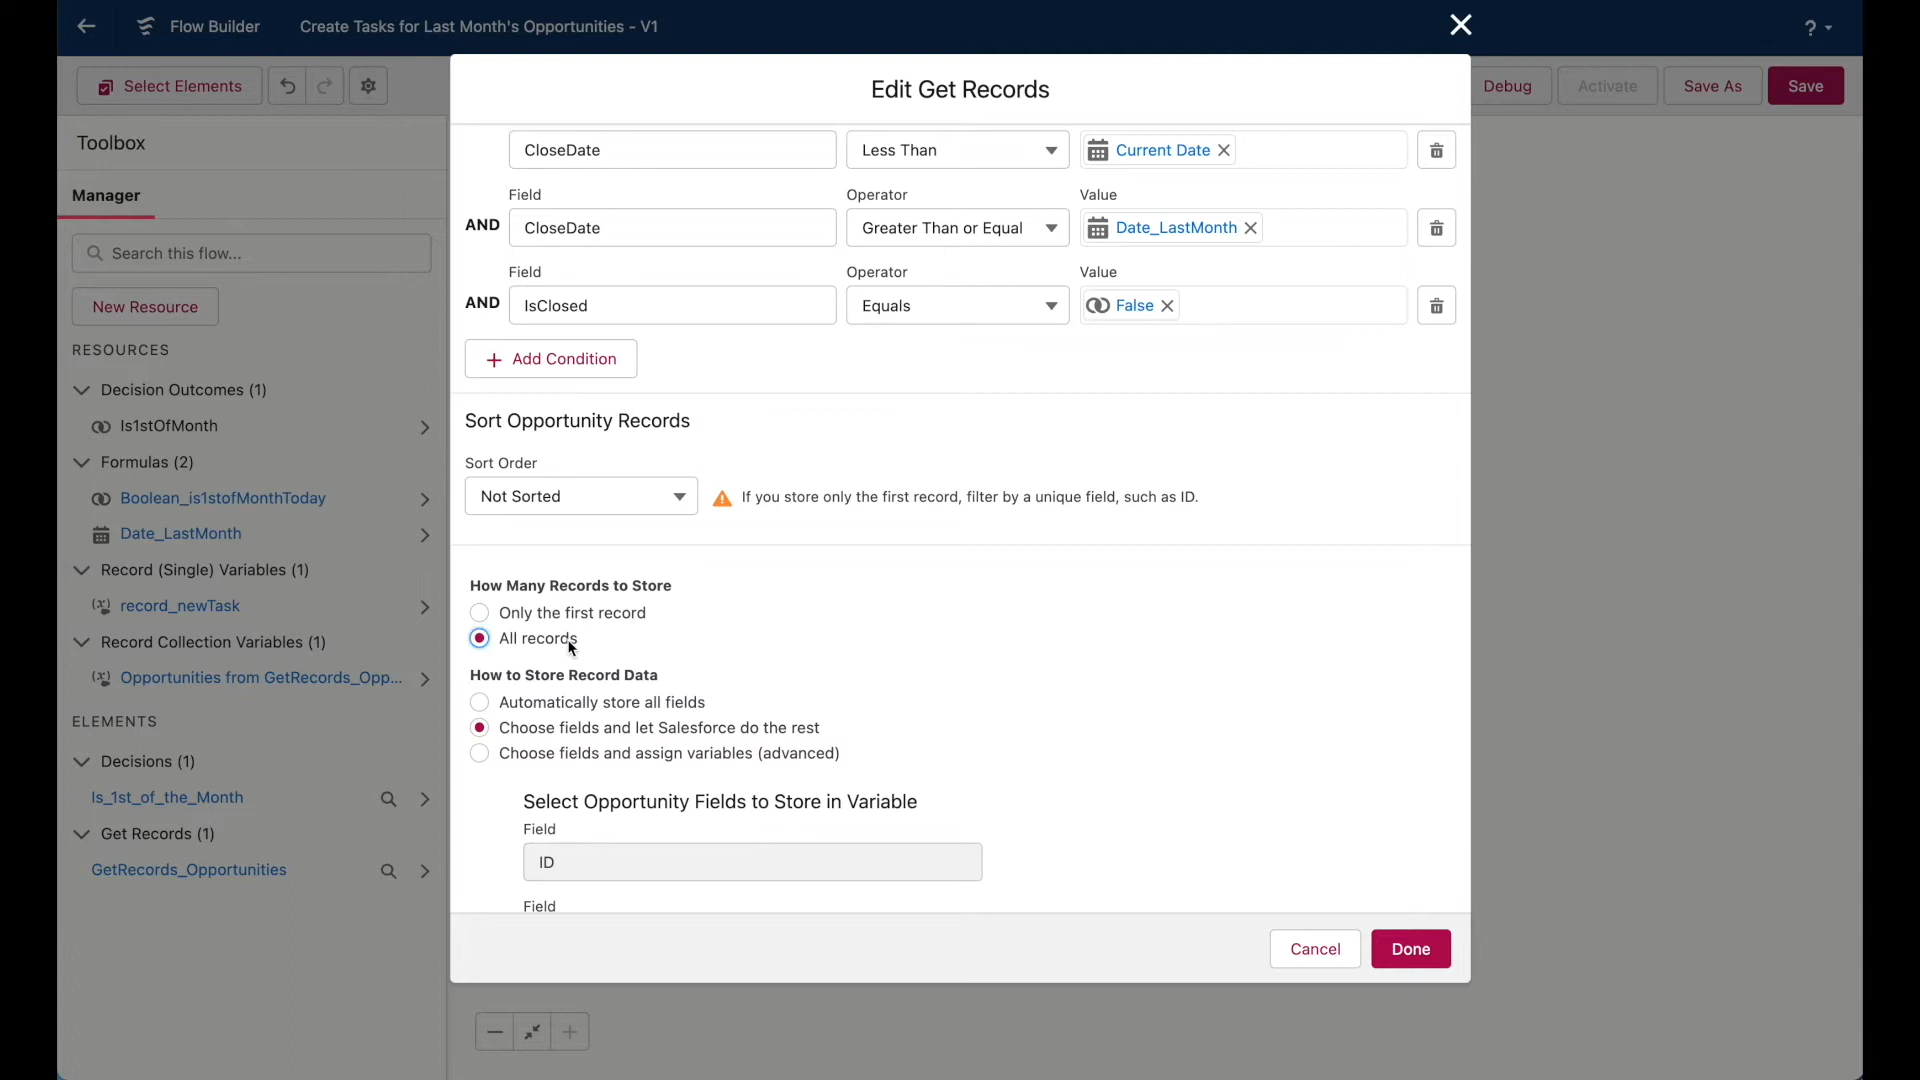 Flow Builder
Create Tasks for Last Month's Opportunities - V1
?
Select Elements
Debug
Activate
Save As
Save
Toolbox
Manager
Search this flow...
New Resource
RESOURCES
Decision Outcomes (1)
Is1stOfMonth
Formulas (2)
Boolean_is1stofMonthToday
Date_LastMonth
Record (Single) Variables (1)
record_newTask
Record Collection Variables (1)
Opportunities from GetRecords_Opp...
ELEMENTS
Decisions (1)
Is_1st_of_the_Month
Get Records (1)
GetRecords_Opportunities
Edit Get Records
CloseDate Less Than Current Date
Field Operator Value
AND CloseDate Greater Than or Equal Date_LastMonth
Field Operator Value
AND IsClosed Equals False
Add Condition
Sort Opportunity Records
Sort Order
Not Sorted If you store only the first record, filter by a unique field, such as ID.
How Many Records to Store
Only the first record
All records
How to Store Record Data
Automatically store all fields
Choose fields and let Salesforce do the rest
Choose fields and assign variables (advanced)
Select Opportunity Fields to Store in Variable
Field
ID
Field
Cancel
Done